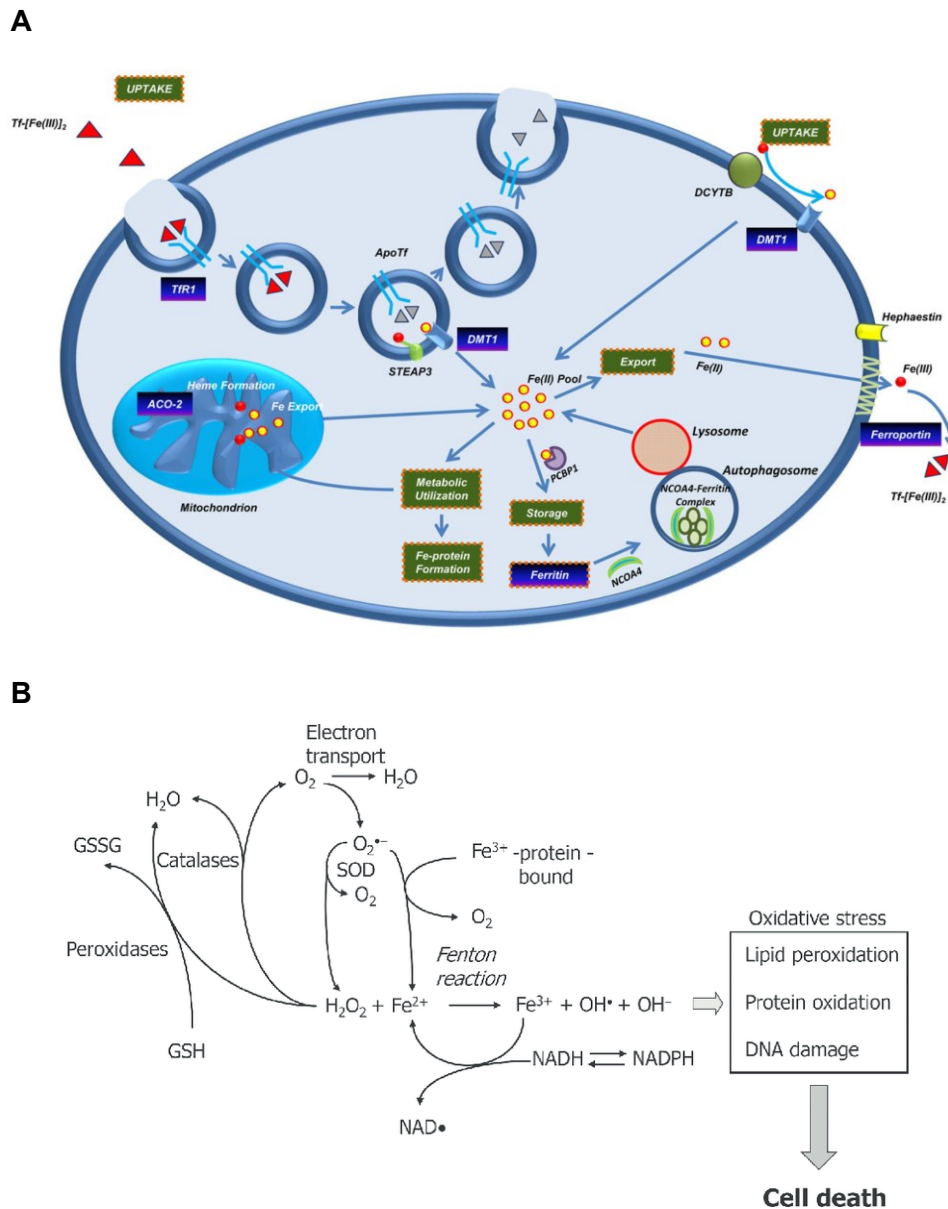 A
UPTAKE
Tf-[Fe(III)]₂
UPTAKE
DCYTB
DMT1
ApoTf
TfR1
Hephaestin
DMT1
STEAP3
Fe(II) Pool
Export
Fe(II)
Fe(III)
Heme Formation
ACO-2
Fe Export
Lysosome
Ferroportin
PCBP1
Autophagosome
Metabolic
Utilization
NCOA4-Ferritin
Complex
Tf-[Fe(III)]₂
Mitochondrion
Storage
Fe-protein
Formation
Ferritin
NCOA4
B
Electron
transport
O₂
H₂O
H₂O
GSSG
Catalases
O₂•−
SOD
O₂
Fe³⁺ -protein -
bound
O₂
Peroxidases
Fenton
reaction
Oxidative stress
Lipid peroxidation
Protein oxidation
DNA damage
H₂O₂ + Fe²⁺
Fe³⁺ + OH• + OH⁻
GSH
NADH
NADPH
NAD•
Cell death